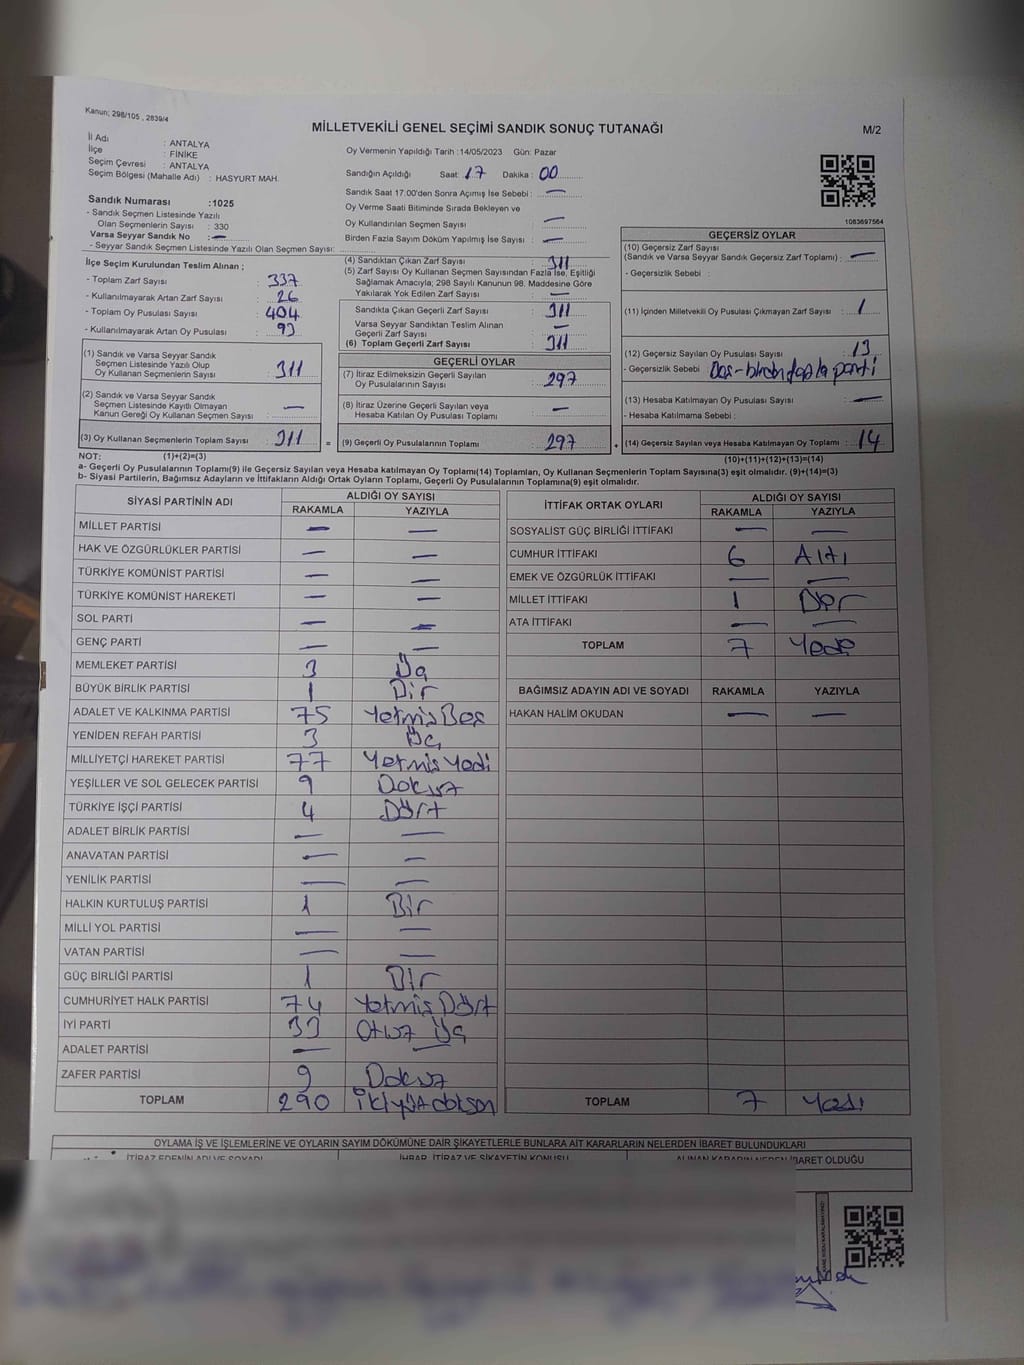 Kanun; 298/105 , 2839/4
MİLLETVEKİLİ GENEL SEÇİMİ SANDIK SONUÇ TUTANAĞI
M/2
İl Adı : ANTALYA
İlçe : FİNİKE
Seçim Çevresi : ANTALYA
Seçim Bölgesi (Mahalle Adı) : HASYURT MAH.
Sandık Numarası :1025
- Sandık Seçmen Listesinde Yazılı
Olan Seçmenlerin Sayısı : 330
Varsa Seyyar Sandık No : —
- Seyyar Sandık Seçmen Listesinde Yazılı Olan Seçmen Sayısı:
Oy Vermenin Yapıldığı Tarih :14/05/2023 Gün: Pazar
Sandığın Açıldığı Saat: 17 Dakika : 00
Sandık Saat 17:00'den Sonra Açımış İse Sebebi : —
Oy Verme Saati Bitiminde Sırada Bekleyen ve
Oy Kullandırılan Seçmen Sayısı : —
Birden Fazla Sayım Döküm Yapılmış İse Sayısı : —
1083697564
İlçe Seçim Kurulundan Teslim Alınan ;
- Toplam Zarf Sayısı : 337
- Kullanılmayarak Artan Zarf Sayısı : 26
- Toplam Oy Pusulası Sayısı : 404
- Kullanılmayarak Artan Oy Pusulası : 93
(1) Sandık ve Varsa Seyyar Sandık
Seçmen Listesinde Yazılı Olup
Oy Kullanan Seçmenlerin Sayısı : 311
(2) Sandık ve Varsa Seyyar Sandık
Seçmen Listesinde Kayıtlı Olmayan
Kanun Gereği Oy Kullanan Seçmen Sayısı : —
(3) Oy Kullanan Seçmenlerin Toplam Sayısı : 311 =
(4) Sandıktan Çıkan Zarf Sayısı : 311
(5) Zarf Sayısı Oy Kullanan Seçmen Sayısından Fazla İse, Eşitliği
Sağlamak Amacıyla; 298 Sayılı Kanunun 98. Maddesine Göre
Yakılarak Yok Edilen Zarf Sayısı : —
Sandıkta Çıkan Geçerli Zarf Sayısı : 311
Varsa Seyyar Sandıktan Teslim Alınan
Geçerli Zarf Sayısı : —
(6) Toplam Geçerli Zarf Sayısı : 311
GEÇERLİ OYLAR
(7) İtiraz Edilmeksizin Geçerli Sayılan
Oy Pusulalarının Sayısı : 297
(8) İtiraz Üzerine Geçerli Sayılan veya
Hesaba Katılan Oy Pusulası Toplamı : —
(9) Geçerli Oy Pusulalarının Toplamı : 297 +
GEÇERSİZ OYLAR
(10) Geçersiz Zarf Sayısı
(Sandık ve Varsa Seyyar Sandık Geçersiz Zarf Toplamı) : —
- Geçersizlik Sebebi :
(11) İçinden Milletvekili Oy Pusulası Çıkmayan Zarf Sayısı : 1
(12) Geçersiz Sayılan Oy Pusulası Sayısı : 13
- Geçersizlik Sebebi : Boş-birden fazla parti
(13) Hesaba Katılmayan Oy Pusulası Sayısı : —
- Hesaba Katılmama Sebebi :
(14) Geçersiz Sayılan veya Hesaba Katılmayan Oy Toplamı : 14
NOT: (1)+(2)=(3) (10)+(11)+(12)+(13)=(14)
a- Geçerli Oy Pusulalarının Toplamı(9) ile Geçersiz Sayılan veya Hesaba katılmayan Oy Toplamı(14) Toplamları, Oy Kullanan Seçmenlerin Toplam Sayısına(3) eşit olmalıdır. (9)+(14)=(3)
b- Siyasi Partilerin, Bağımsız Adayların ve İttifakların Aldığı Ortak Oyların Toplamı, Geçerli Oy Pusulalarının Toplamına(9) eşit olmalıdır.
SİYASİ PARTİNİN ADI ALDIĞI OY SAYISI
RAKAMLA YAZIYLA
MİLLET PARTİSİ — —
HAK VE ÖZGÜRLÜKLER PARTİSİ — —
TÜRKİYE KOMÜNİST PARTİSİ — —
TÜRKİYE KOMÜNİST HAREKETİ — —
SOL PARTİ — —
GENÇ PARTİ — —
MEMLEKET PARTİSİ 3 Üç
BÜYÜK BİRLİK PARTİSİ 1 Bir
ADALET VE KALKINMA PARTİSİ 75 Yetmiş Beş
YENİDEN REFAH PARTİSİ 3 Üç
MİLLİYETÇİ HAREKET PARTİSİ 77 Yetmiş Yedi
YEŞİLLER VE SOL GELECEK PARTİSİ 9 Dokuz
TÜRKİYE İŞÇİ PARTİSİ 4 Dört
ADALET BİRLİK PARTİSİ — —
ANAVATAN PARTİSİ — —
YENİLİK PARTİSİ — —
HALKIN KURTULUŞ PARTİSİ 1 Bir
MİLLİ YOL PARTİSİ — —
VATAN PARTİSİ — —
GÜÇ BİRLİĞİ PARTİSİ 1 Bir
CUMHURİYET HALK PARTİSİ 74 Yetmiş Dört
İYİ PARTİ 33 Otuz Üç
ADALET PARTİSİ — —
ZAFER PARTİSİ 9 Dokuz
TOPLAM 290 İkiyüzdoksan
İTTİFAK ORTAK OYLARI ALDIĞI OY SAYISI
RAKAMLA YAZIYLA
SOSYALİST GÜÇ BİRLİĞİ İTTİFAKI — —
CUMHUR İTTİFAKI 6 Altı
EMEK VE ÖZGÜRLÜK İTTİFAKI — —
MİLLET İTTİFAKI 1 Bir
ATA İTTİFAKI — —
TOPLAM 7 Yedi
BAĞIMSIZ ADAYIN ADI VE SOYADI RAKAMLA YAZIYLA
HAKAN HALİM OKUDAN — —
TOPLAM 7 Yedi
OYLAMA İŞ VE İŞLEMLERİNE VE OYLARIN SAYIM DÖKÜMÜNE DAİR ŞİKAYETLERLE BUNLARA AİT KARARLARIN NELERDEN İBARET BULUNDUKLARI
İTİRAZ EDENİN ADI VE SOYADI İHBAR, İTİRAZ VE ŞİKAYETİN KONUSU ALINAN KARARIN NEDEN İBARET OLDUĞU